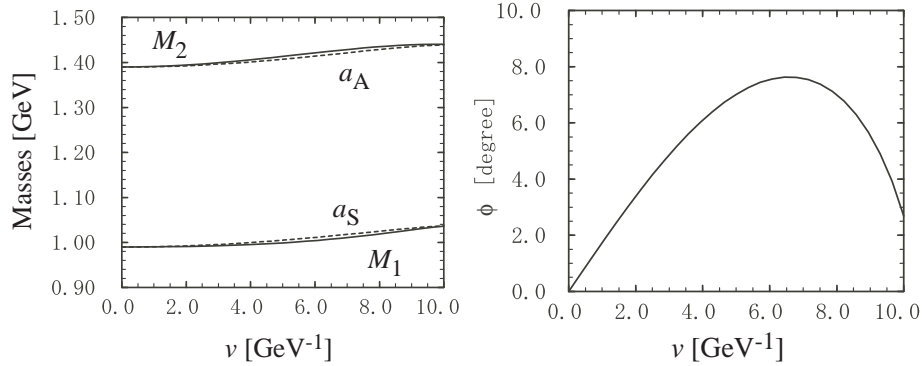 1.50
1.40
1.30
1.20
1.10
1.00
0.90
Masses [GeV]
M2
aA
aS
M1
0.0 2.0 4.0 6.0 8.0 10.0
v [GeV-1]
10.0
8.0
6.0
4.0
2.0
0.0
ϕ [degree]
0.0 2.0 4.0 6.0 8.0 10.0
v [GeV-1]